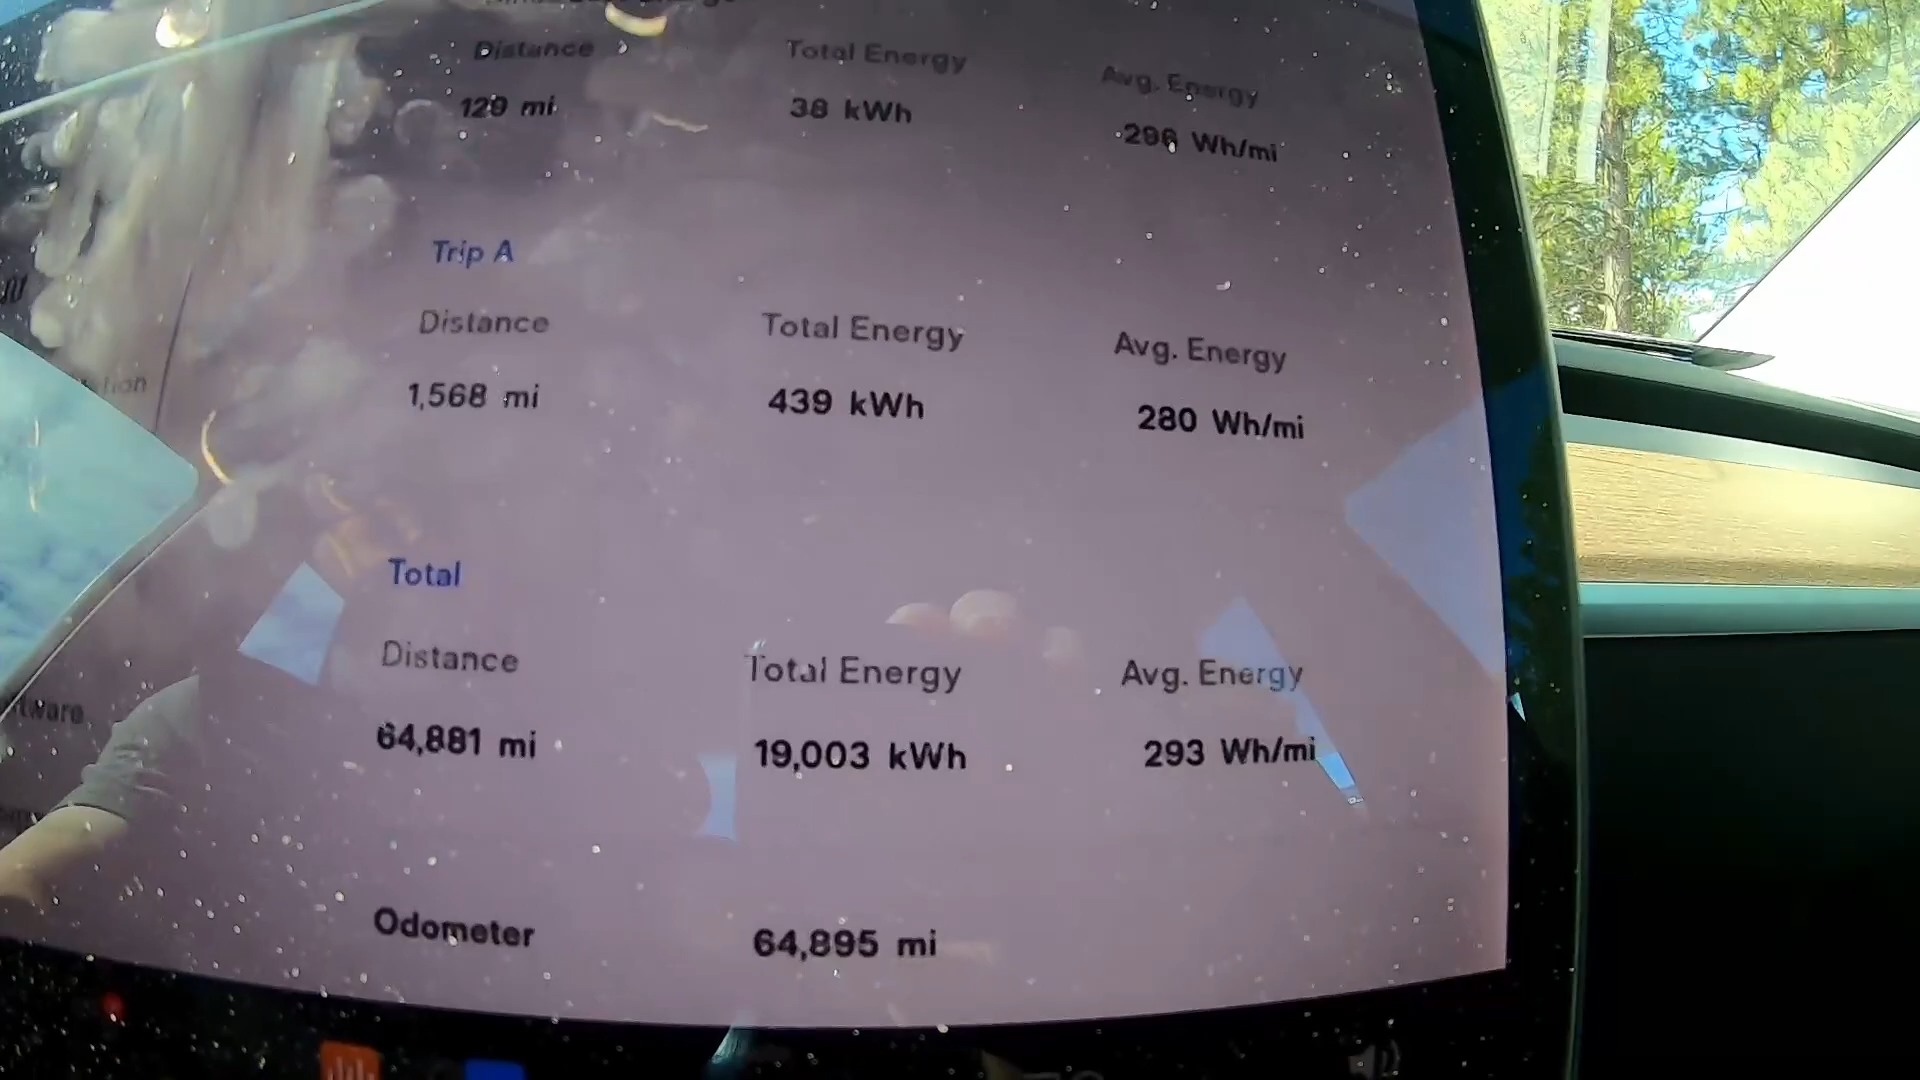 Distance Total Energy Avg. Energy
129 mi 38 kWh 296 Wh/mi
Trip A
Distance Total Energy Avg. Energy
1,568 mi 439 kWh 280 Wh/mi
Total
Distance Total Energy Avg. Energy
64,881 mi 19,003 kWh 293 Wh/mi
Odometer 64,895 mi